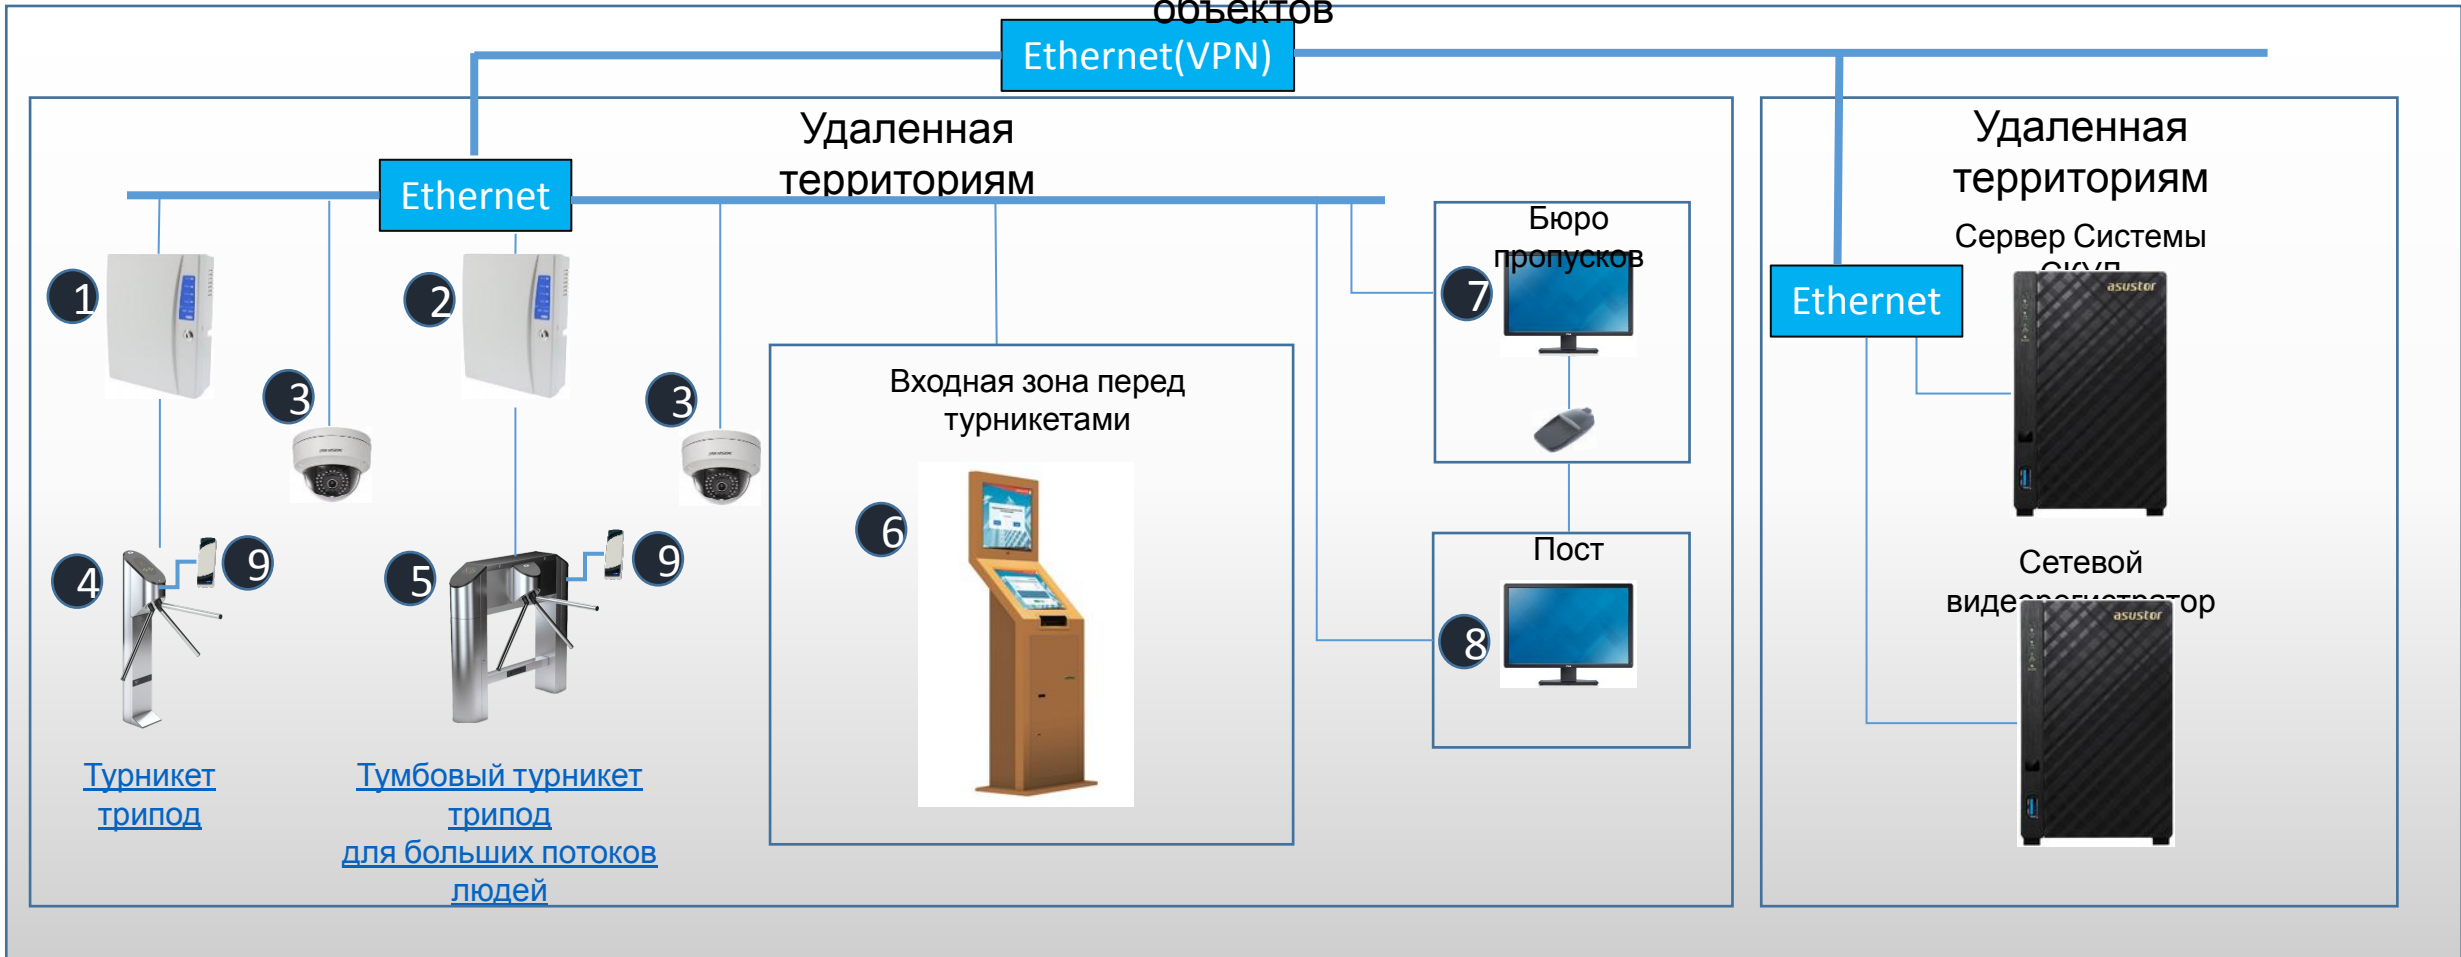 объектов
Ethernet(VPN)
Удаленная
территориям
Ethernet
Бюро
пропусков
1
2
3
3
7
Входная зона перед
турникетами
6
Пост
8
4
9
5
9
Турникет
трипод
Тумбовый турникет
трипод
для больших потоков
людей
Удаленная
территориям
Сервер Системы
СКУД
Ethernet
asustor
Сетевой
видеорегистратор
asustor